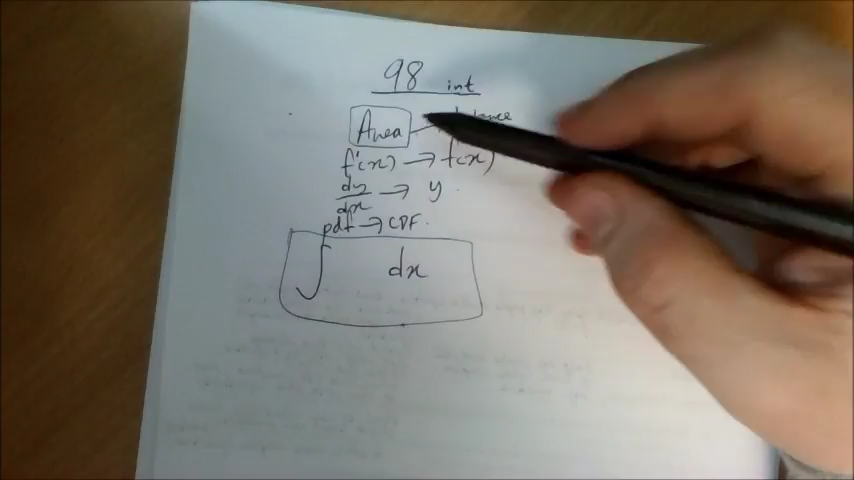 98 int
Area
f'(x) → f(x)
dy/dx → y
pdf → CDF.
∫ dx